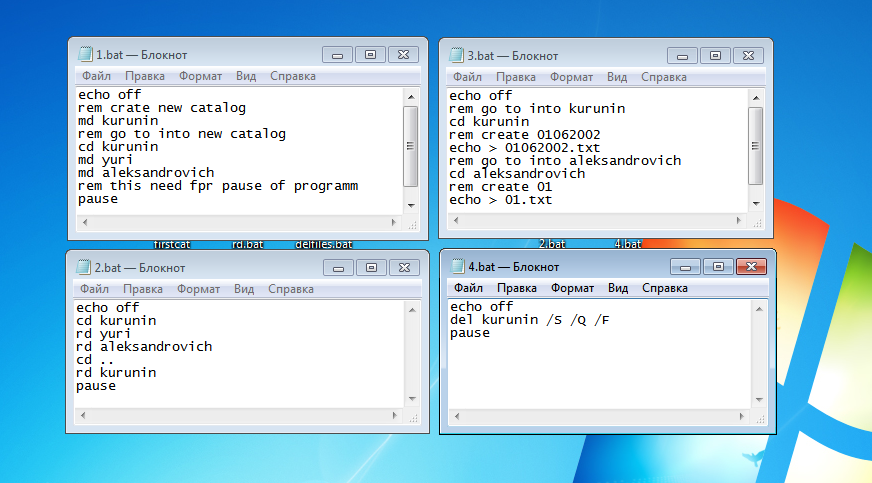 1.bat — Блокнот
Файл Правка Формат Вид Справка
echo off
rem crate new catalog
md kurunin
rem go to into new catalog
cd kurunin
md yuri
md aleksandrovich
rem this need fpr pause of programm
pause
3.bat — Блокнот
Файл Правка Формат Вид Справка
echo off
rem go to into kurunin
cd kurunin
rem create 01062002
echo > 01062002.txt
rem go to into aleksandrovich
cd aleksandrovich
rem create 01
echo > 01.txt
firstcat rd.bat delfiles.bat 2.bat 4.bat
2.bat — Блокнот
Файл Правка Формат Вид Справка
echo off
cd kurunin
rd yuri
rd aleksandrovich
cd ..
rd kurunin
pause
4.bat — Блокнот
Файл Правка Формат Вид Справка
echo off
del kurunin /S /Q /F
pause